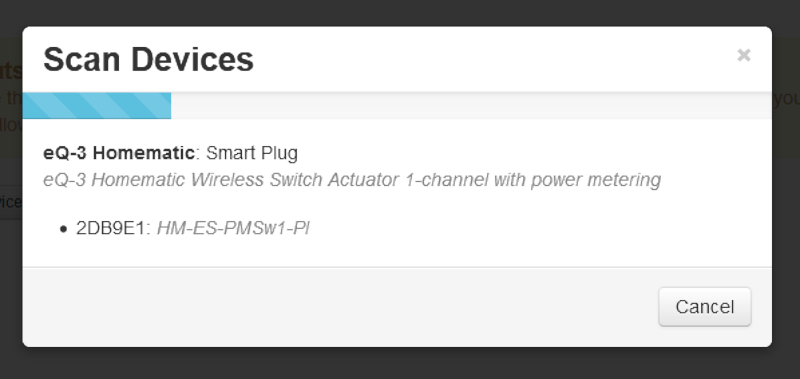 Scan Devices
×
eQ-3 Homematic: Smart Plug
eQ-3 Homematic Wireless Switch Actuator 1-channel with power metering
• 2DB9E1: HM-ES-PMSw1-Pl
Cancel